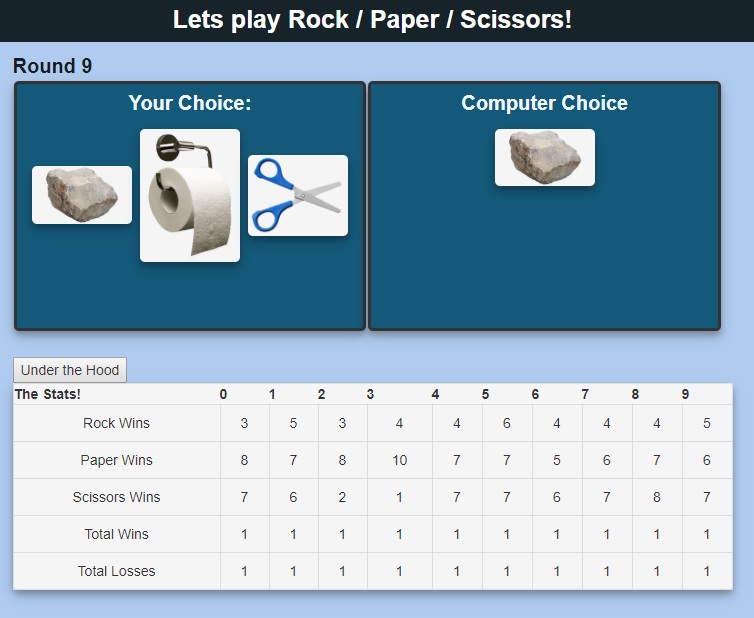 Lets play Rock / Paper / Scissors!
Round 9
Your Choice:
Computer Choice
Under the Hood
The Stats! 0 1 2 3 4 5 6 7 8 9
Rock Wins 3 5 3 4 4 6 4 4 4 5
Paper Wins 8 7 8 10 7 7 5 6 7 6
Scissors Wins 7 6 2 1 7 7 6 7 8 7
Total Wins 1 1 1 1 1 1 1 1 1 1
Total Losses 1 1 1 1 1 1 1 1 1 1